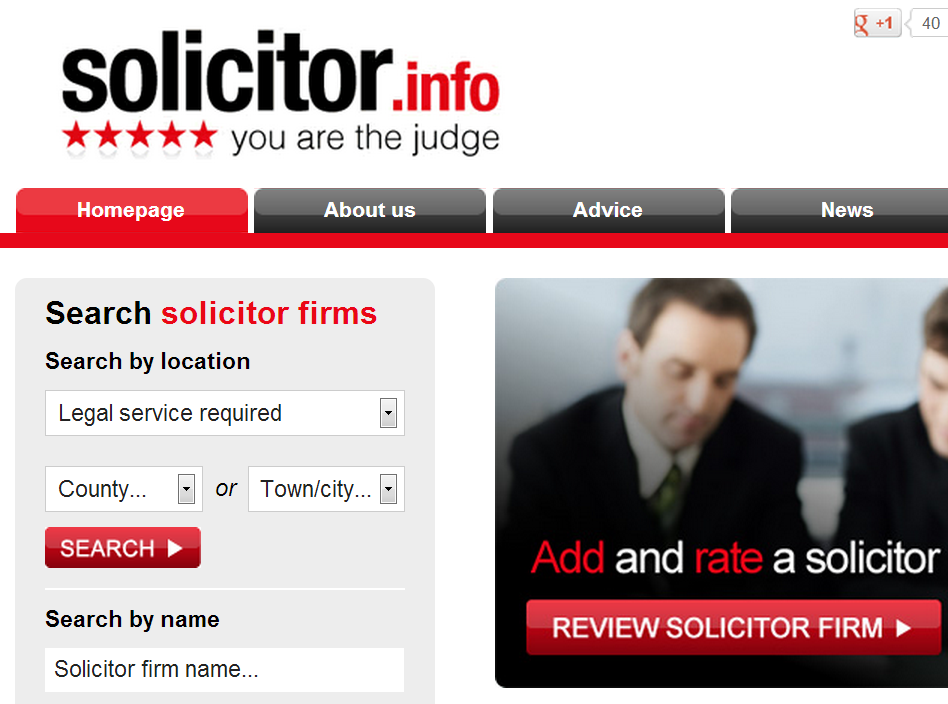 g +1 40
solicitor.info
you are the judge
Homepage About us Advice News
Search solicitor firms
Search by location
Legal service required
County... or Town/city...
SEARCH
Search by name
Solicitor firm name...
Add and rate a solicitor
REVIEW SOLICITOR FIRM